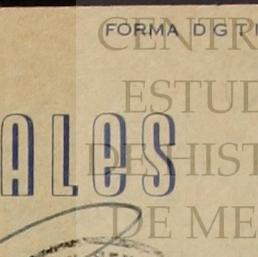 FORMA DGT
CENTR
ESTUD
ALeS
DE HIST
DE ME